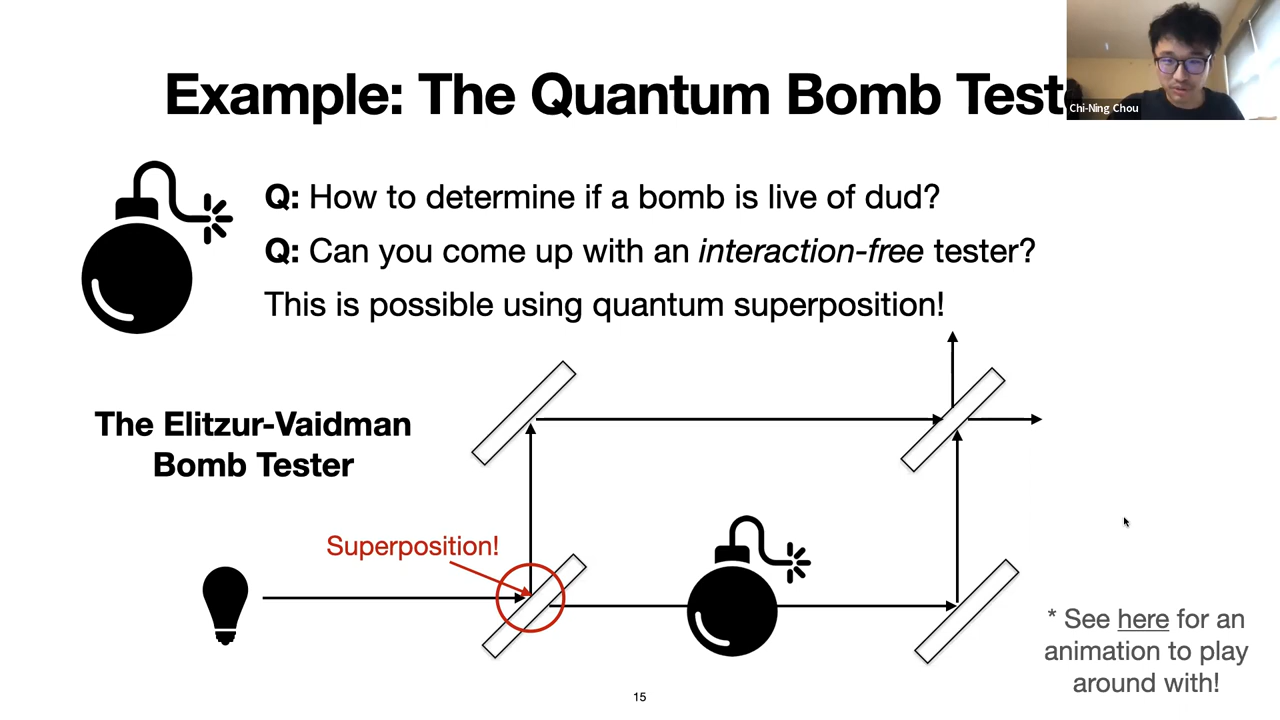 Example: The Quantum Bomb Test
Chi-Ning Chou
Q: How to determine if a bomb is live of dud?
Q: Can you come up with an interaction-free tester?
This is possible using quantum superposition!
The Elitzur-Vaidman
Bomb Tester
Superposition!
* See here for an
animation to play
around with!
15